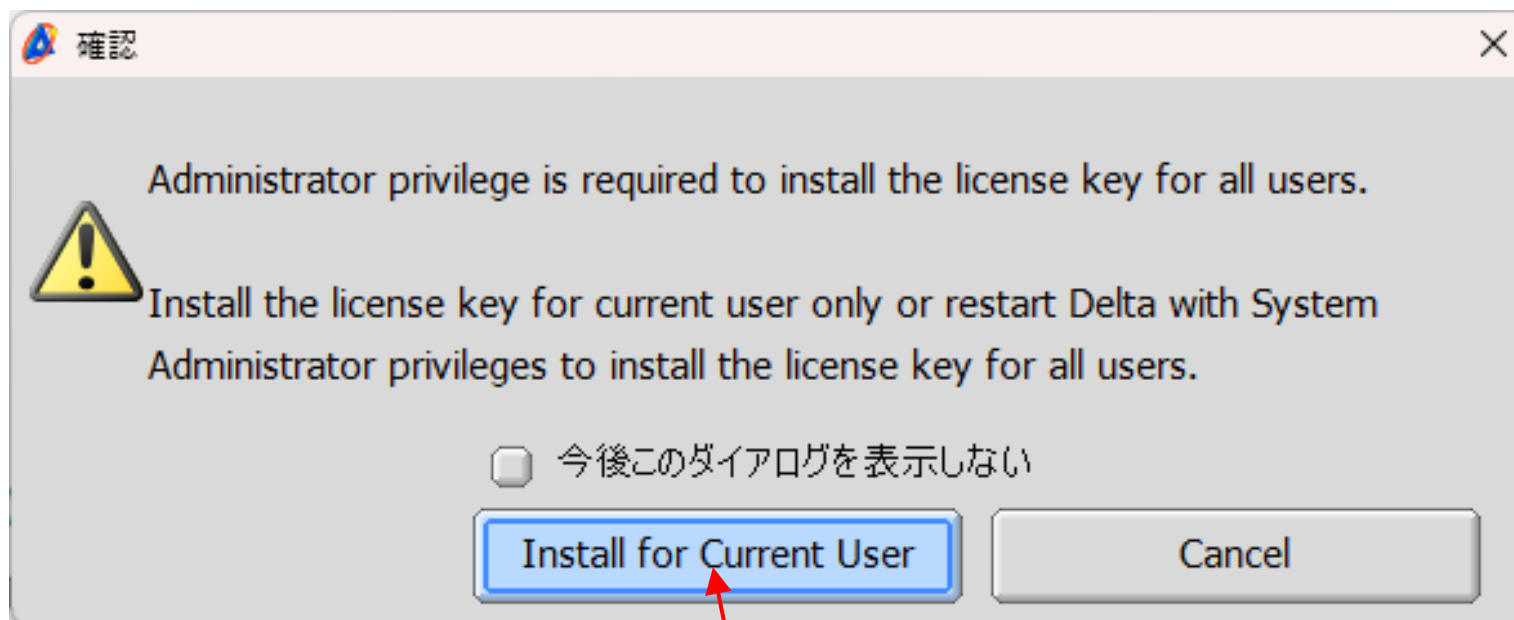 確認
Administrator privilege is required to install the license key for all users.
Install the license key for current user only or restart Delta with System
Administrator privileges to install the license key for all users.
今後このダイアログを表示しない
Install for Current User
Cancel